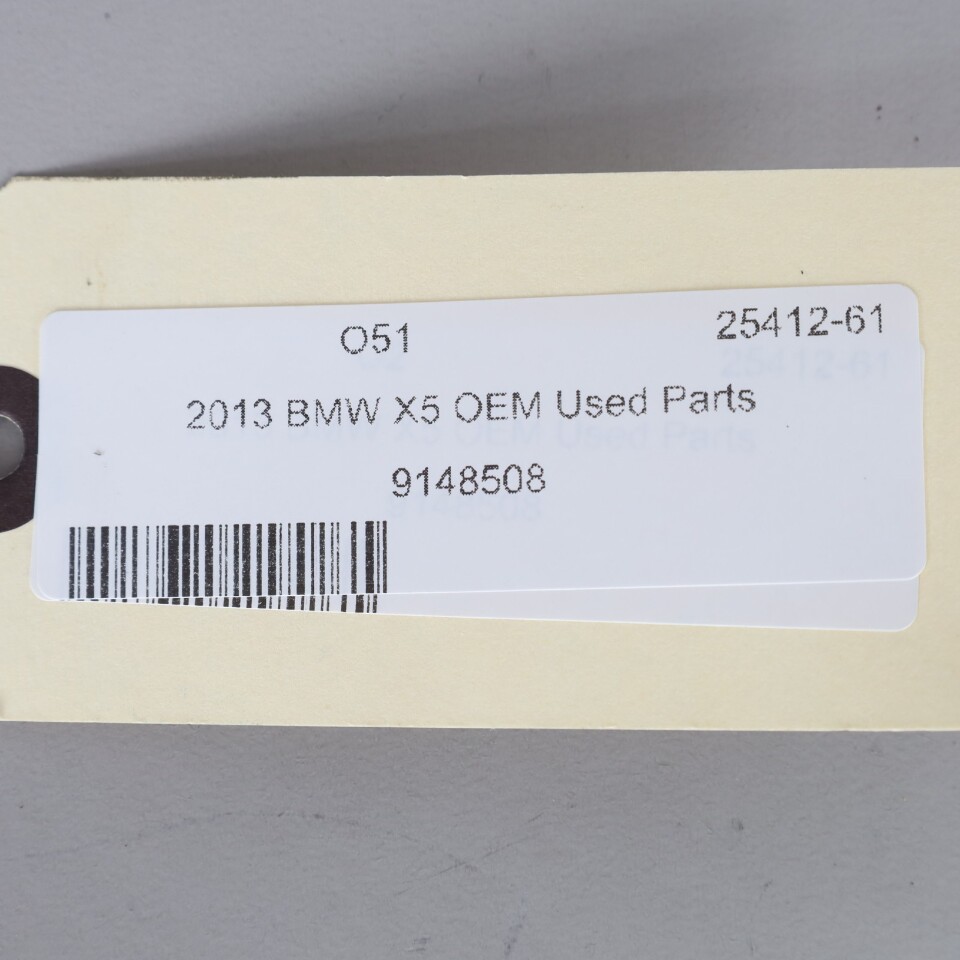 O51
25412-61
2013 BMW X5 OEM Used Parts
9148508